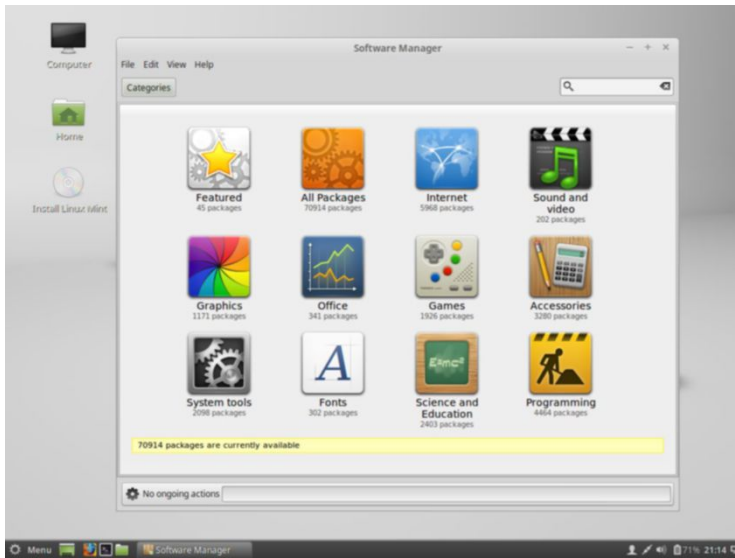 Software Manager
Computer
File Edit View Help
Categories
Home
Install Linux Mint
Featured
45 packages
All Packages
70914 packages
Internet
5968 packages
Sound and
video
202 packages
Graphics
1171 packages
Office
341 packages
Games
1926 packages
Accessories
3280 packages
System tools
2098 packages
A
Fonts
302 packages
E=mc²
Science and
Education
2403 packages
Programming
4464 packages
70914 packages are currently available
No ongoing actions
Menu
Software Manager
71% 21:14